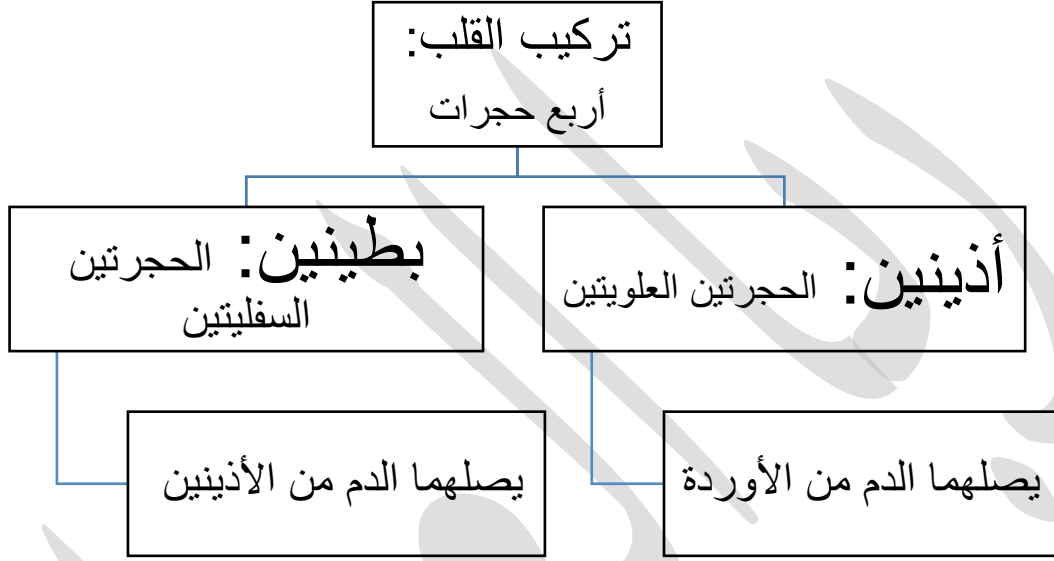 تركيب القلب:
أربع حجرات
أذينين: الحجرتين العلويتين
بطينين: الحجرتين
السفليتين
يصلهما الدم من الأوردة
يصلهما الدم من الأذينين